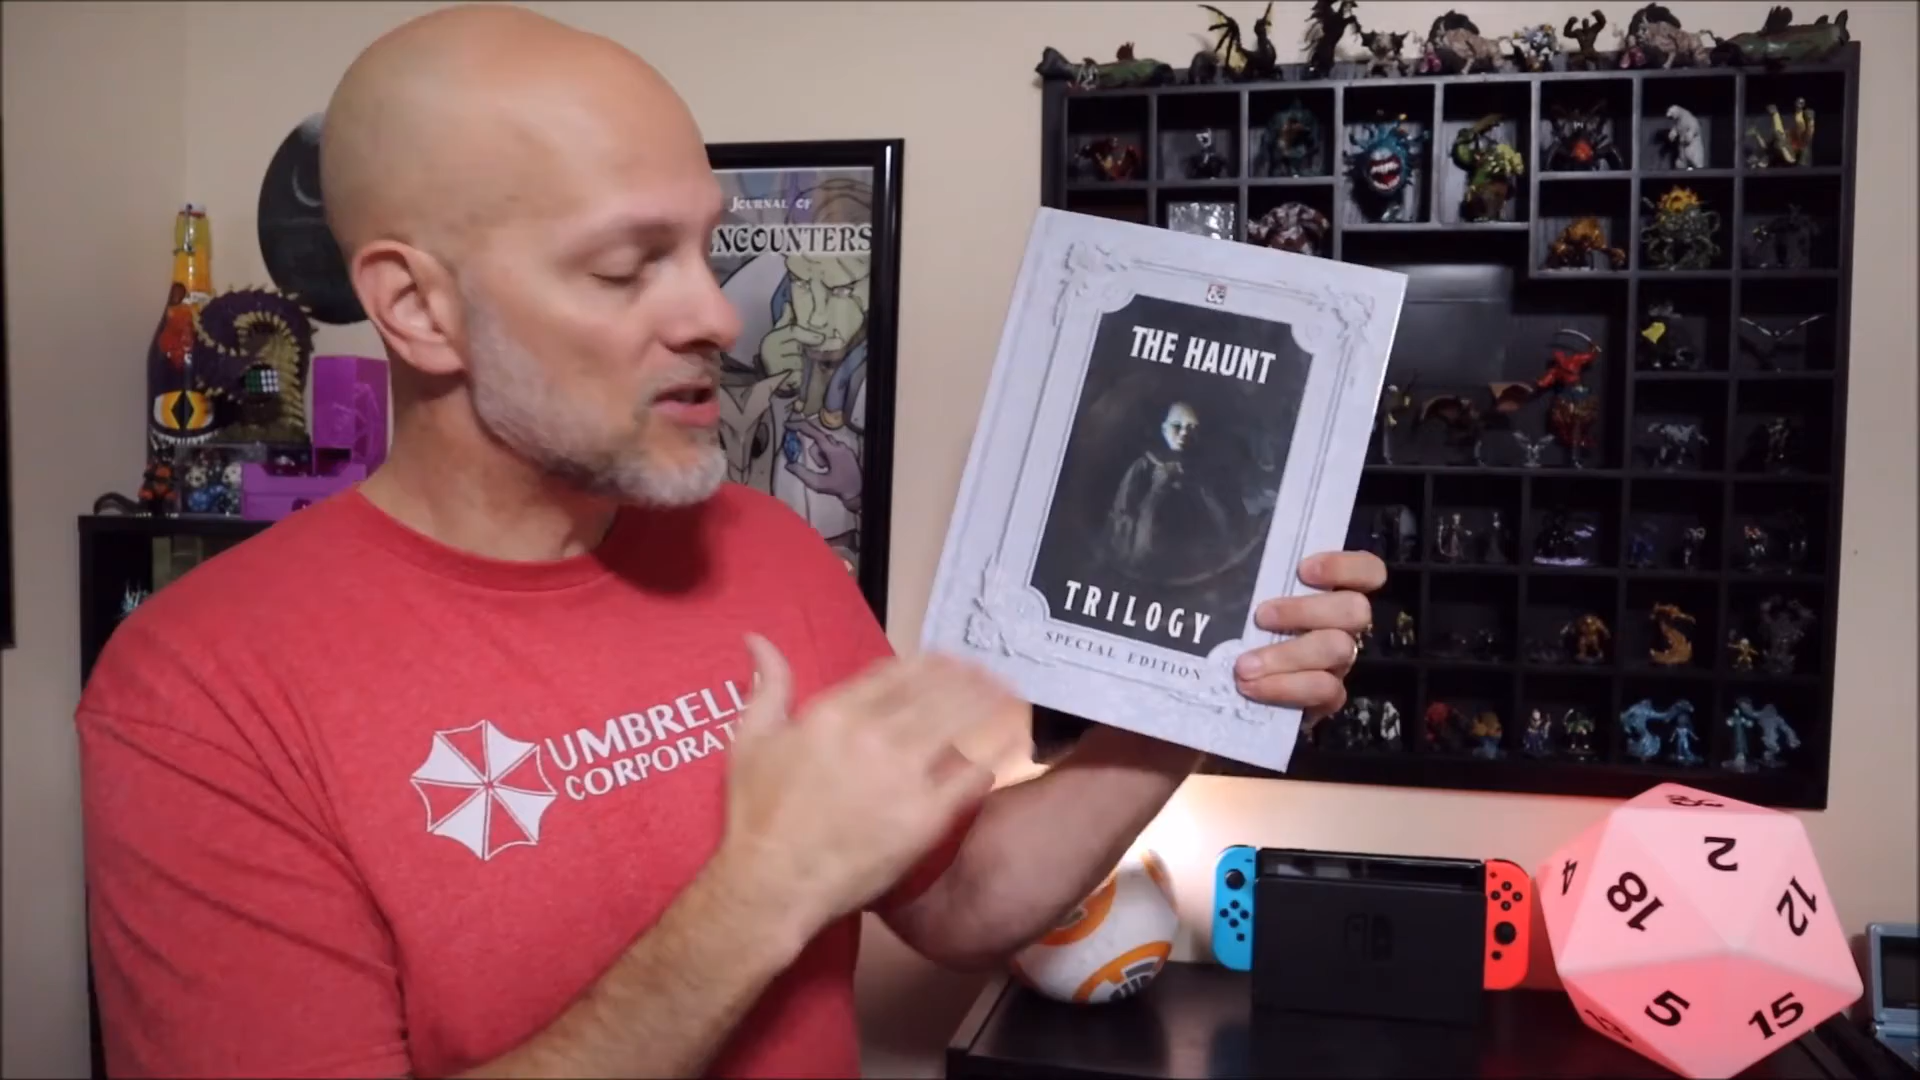 JOURNAL OF
NCOUNTERS
THE HAUNT
TRILOGY
SPECIAL EDITION
UMBRELL
CORPORAT
2
4
18
12
5
15